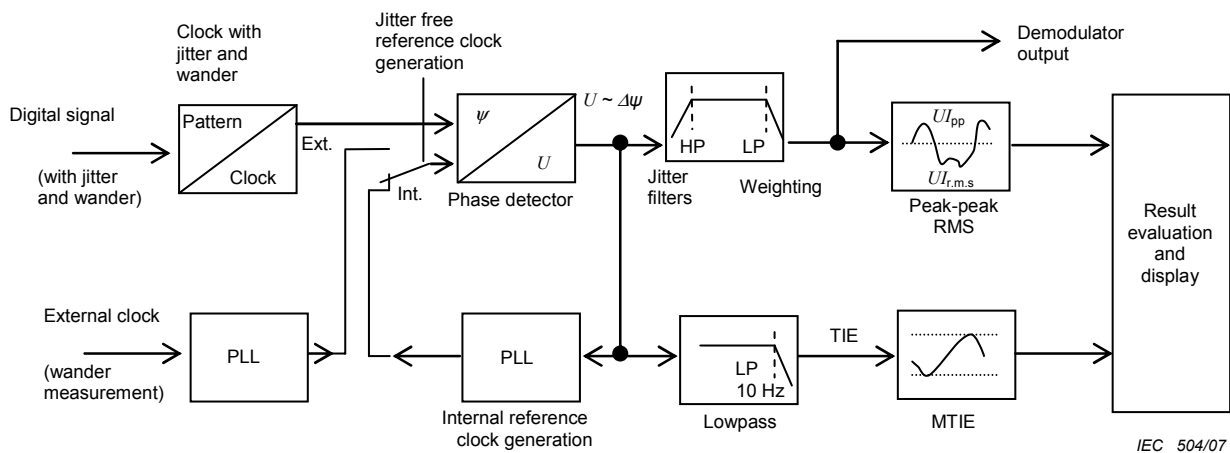 Clock with
jitter and
wander
Jitter free
reference clock
generation
Demodulator
output
Digital signal
(with jitter
and wander)
Pattern
Clock
Ext.
Int.
ψ
U
Phase detector
U ~ Δψ
HP
LP
Jitter
filters
Weighting
UIpp
UIr.m.s
Peak-peak
RMS
Result
evaluation
and
display
External clock
(wander
measurement)
PLL
PLL
Internal reference
clock generation
LP
10 Hz
Lowpass
TIE
MTIE
IEC 504/07